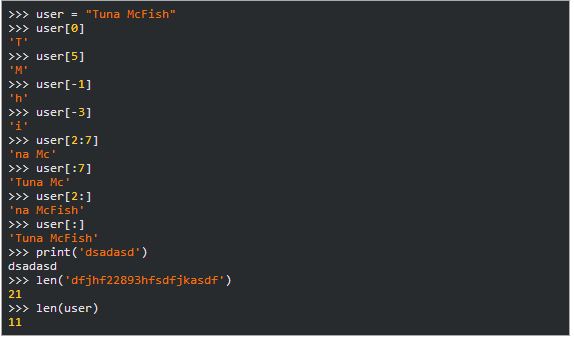 >>> user = "Tuna McFish"
>>> user[0]
'T'
>>> user[5]
'M'
>>> user[-1]
'h'
>>> user[-3]
'i'
>>> user[2:7]
'na Mc'
>>> user[:7]
'Tuna Mc'
>>> user[2:]
'na McFish'
>>> user[:]
'Tuna McFish'
>>> print('dsadasd')
dsadasd
>>> len('dfjhf22893hfsdfjkasdf')
21
>>> len(user)
11